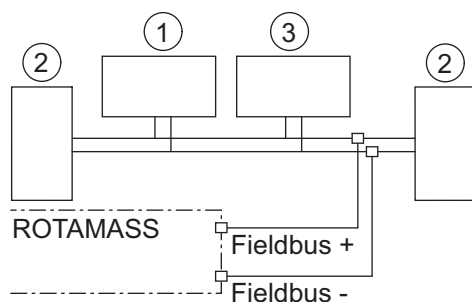 ① ③
② ②
ROTAMASS
Fieldbus +
Fieldbus -